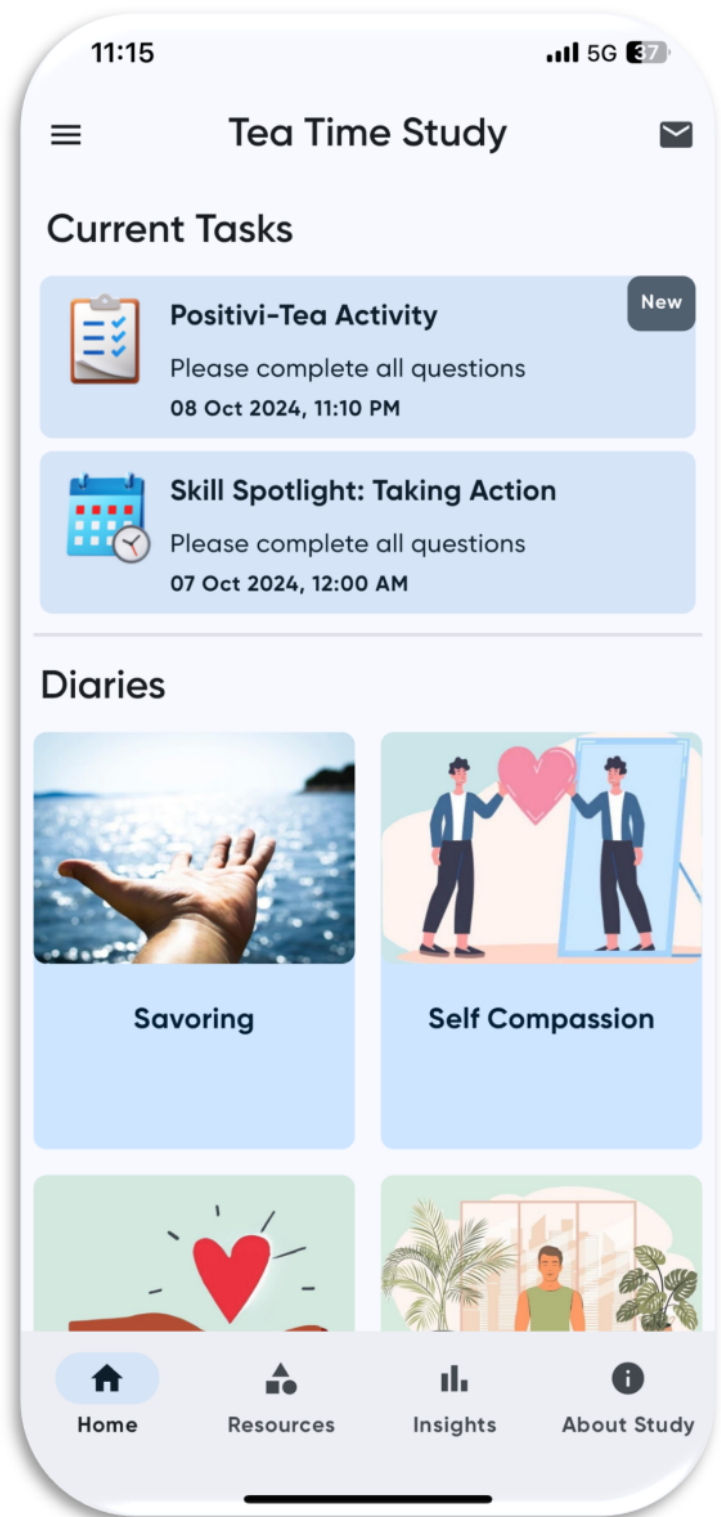 11:15
5G 37
Tea Time Study
Current Tasks
New
Positivi-Tea Activity
Please complete all questions
08 Oct 2024, 11:10 PM
Skill Spotlight: Taking Action
Please complete all questions
07 Oct 2024, 12:00 AM
Diaries
Savoring
Self Compassion
Home
Resources
Insights
About Study